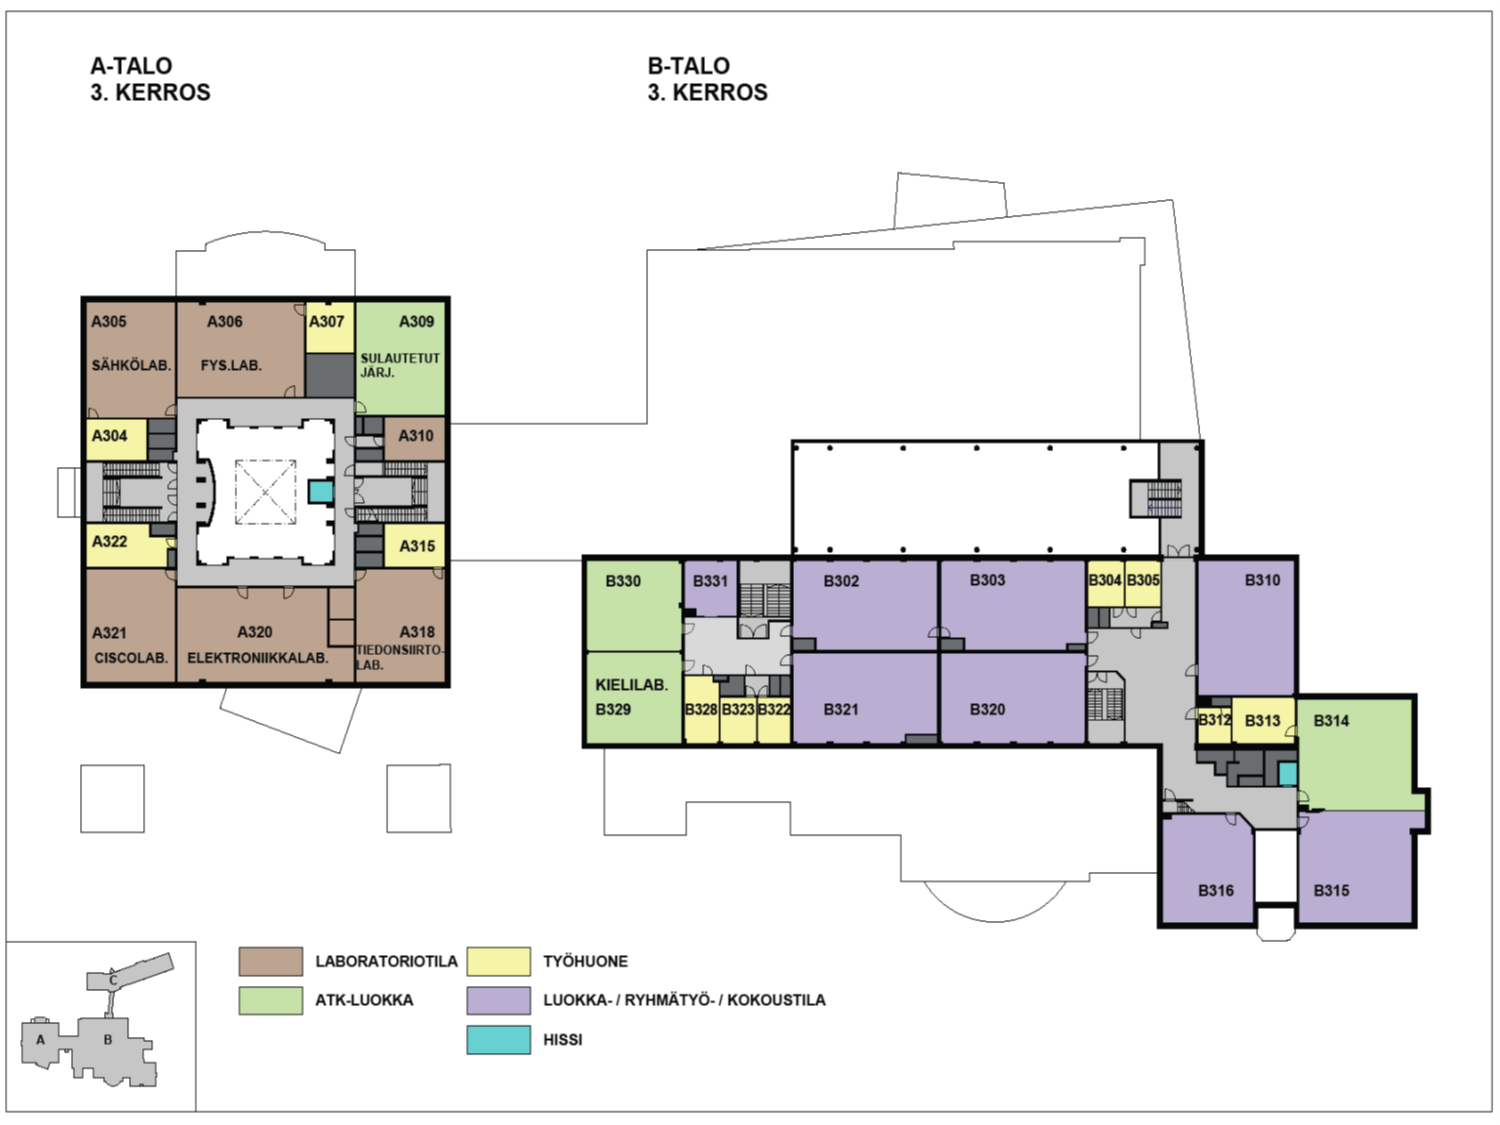 A-TALO
3. KERROS
B-TALO
3. KERROS
A305
SÄHKÖLAB.
A306
FYS.LAB.
A307
A309
SULAUTETUT
JÄRJ.
A304
A310
A322
A315
A321
CISCOLAB.
A320
ELEKTRONIIKKALAB.
A318
TIEDONSIIRTO-
LAB.
B330
B331
B302
B303
B304
B305
B310
KIELILAB.
B329
B328
B323
B322
B321
B320
B312
B313
B314
B316
B315
LABORATORIOTILA
ATK-LUOKKA
TYÖHUONE
LUOKKA- / RYHMÄTYÖ- / KOKOUSTILA
HISSI
C
A
B